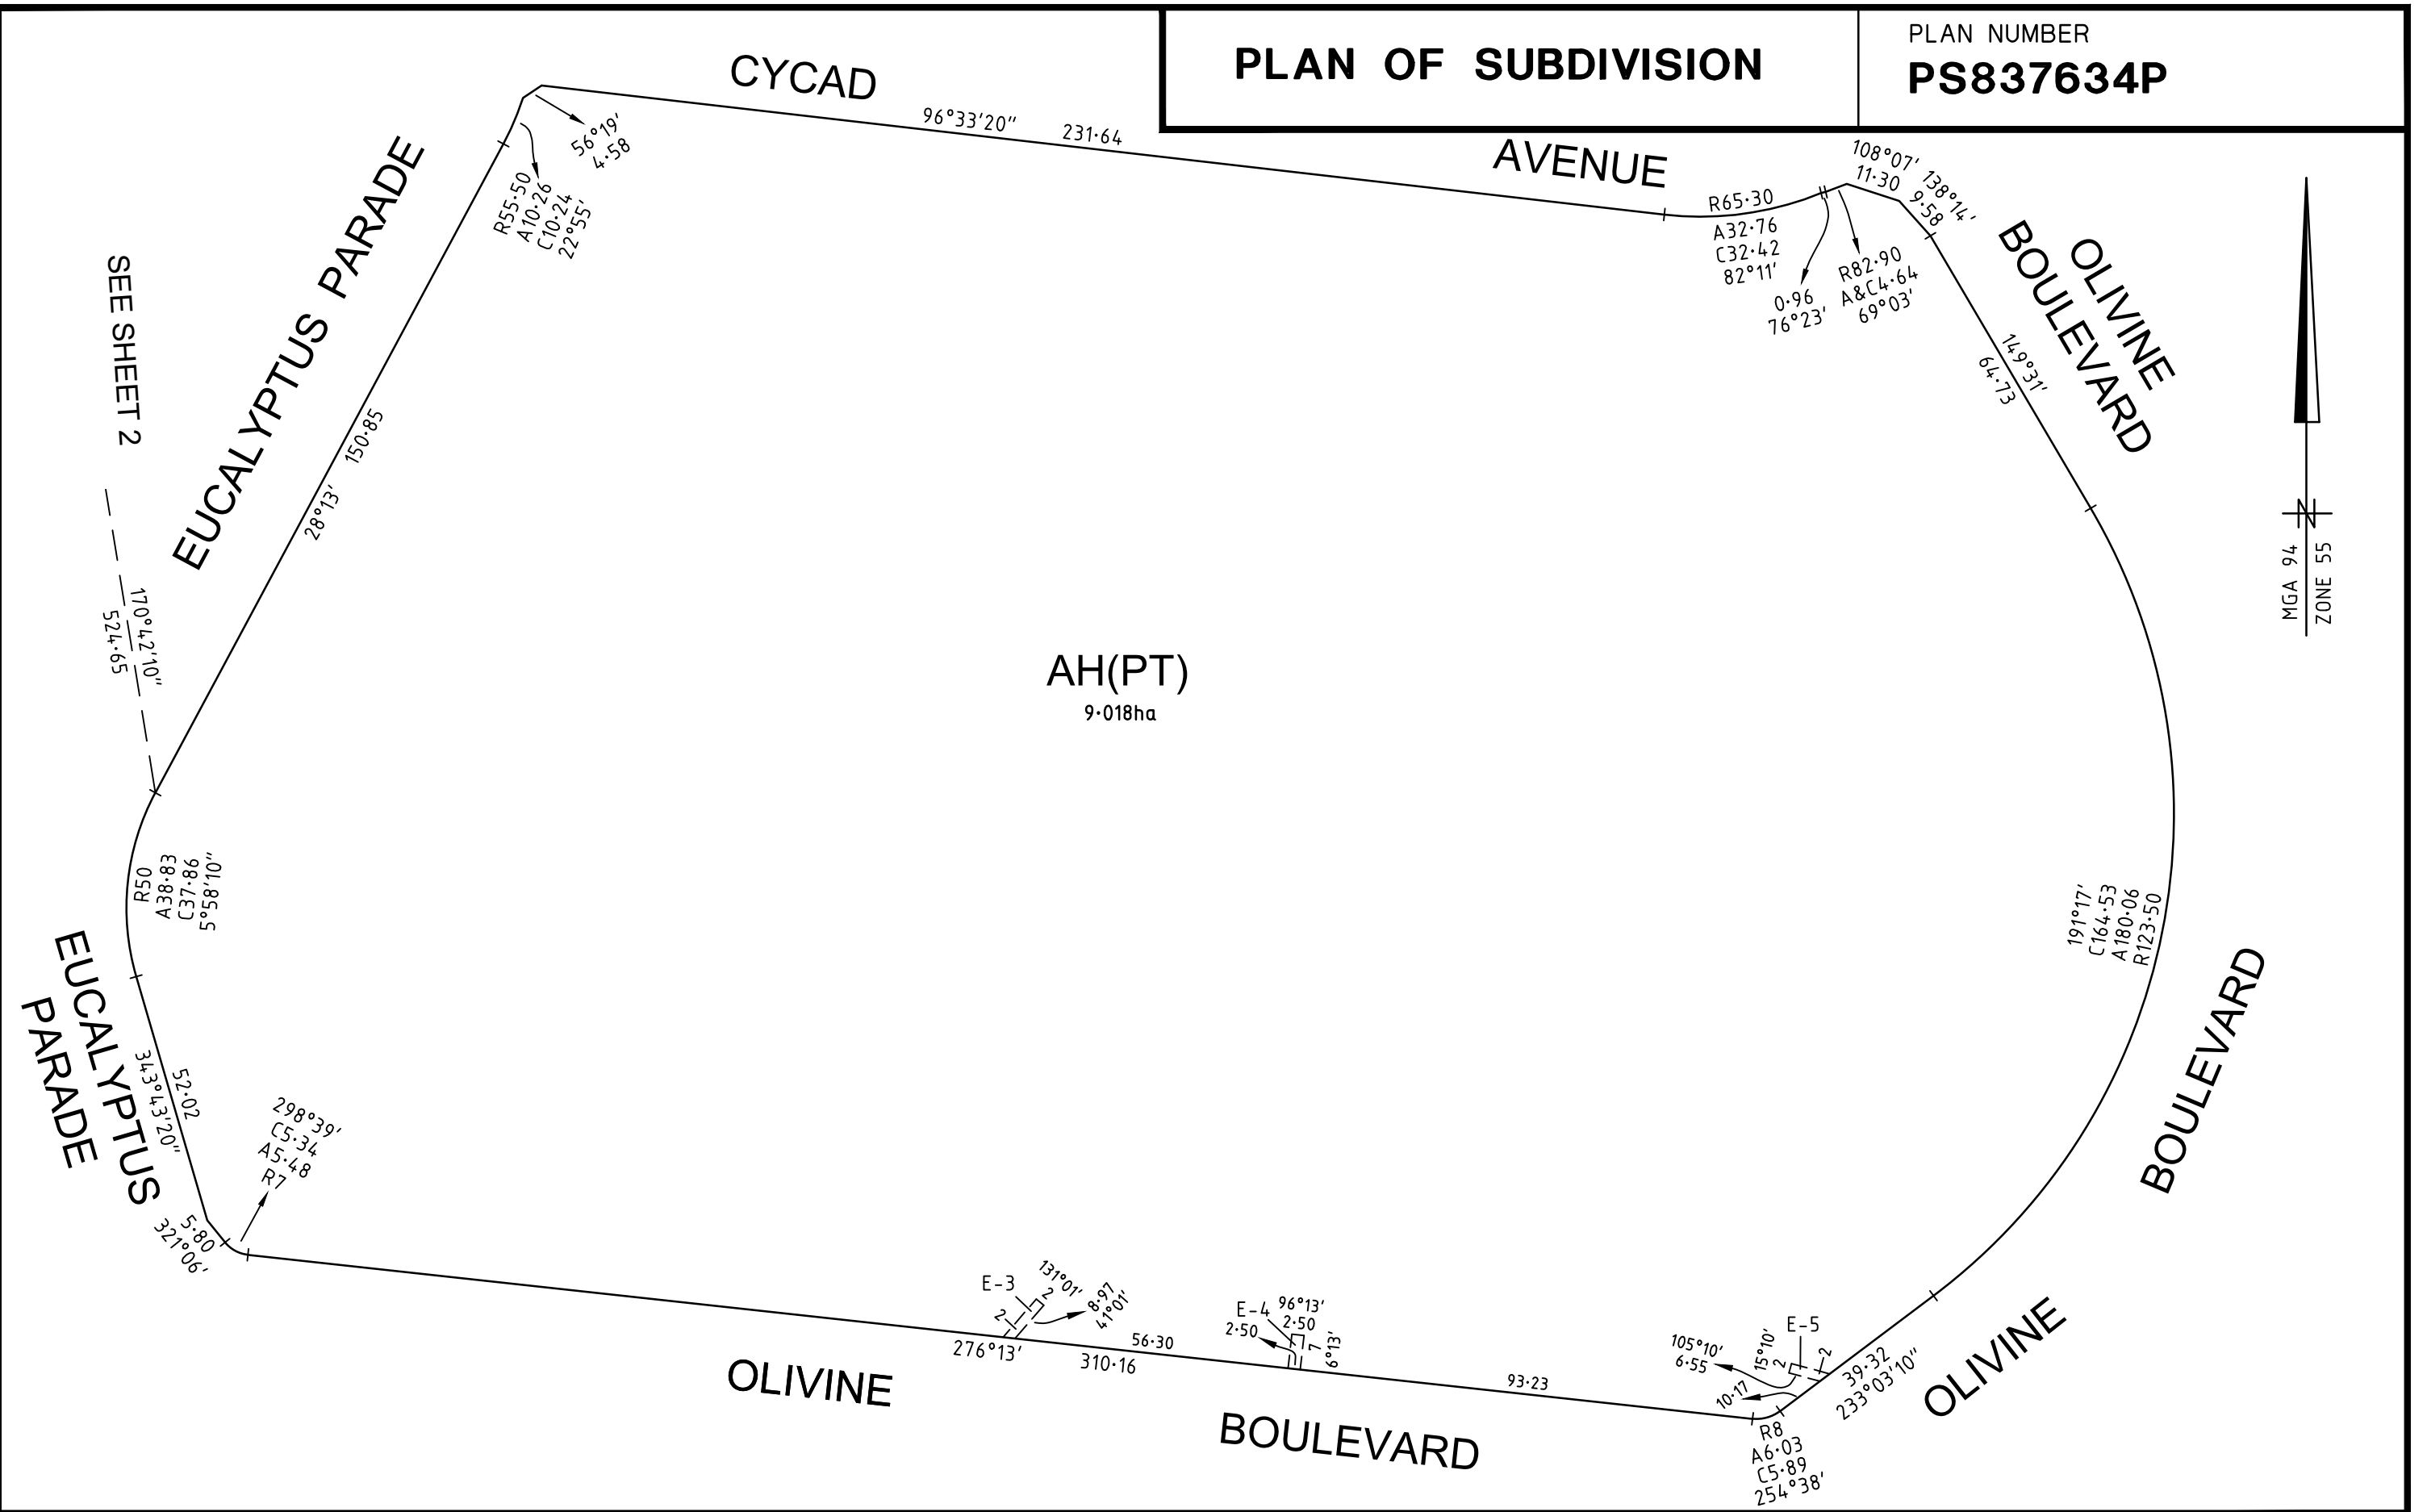 PLAN OF SUBDIVISION
PLAN NUMBER
PS837634P
CYCAD
AVENUE
96°33'20"
231·64
56°19'
4·58
R55·50
A10·26
C10·24
22°55'
EUCALYPTUS PARADE
28°13'
150·85
SEE SHEET 2
170°42'10"
524·65
R65·30
A32·76
C32·42
82°11'
0·96
76°23'
R82·90
A&C4·64
69°03'
108°07'
11·30
138°14'
9·58
OLIVINE
BOULEVARD
149°31'
64·73
MGA 94
ZONE 55
N
AH(PT)
9·018ha
R50
A38·83
C37·86
5°58'10"
EUCALYPTUS
PARADE
52·02
343°43'20"
298°39'
C5·34
A5·48
R7
5·80
321°06'
191°17'
C164·53
A180·06
R123·50
BOULEVARD
OLIVINE
E-3
131°01'
2
2
8·97
41°01'
276°13'
56·30
310·16
E-4
96°13'
2·50
2·50
7
6°13'
93·23
E-5
105°10'
6·55
15°10'
2
2
10·17
39·32
233°03'10"
R8
A6·03
C5·89
254°38'
OLIVINE
BOULEVARD